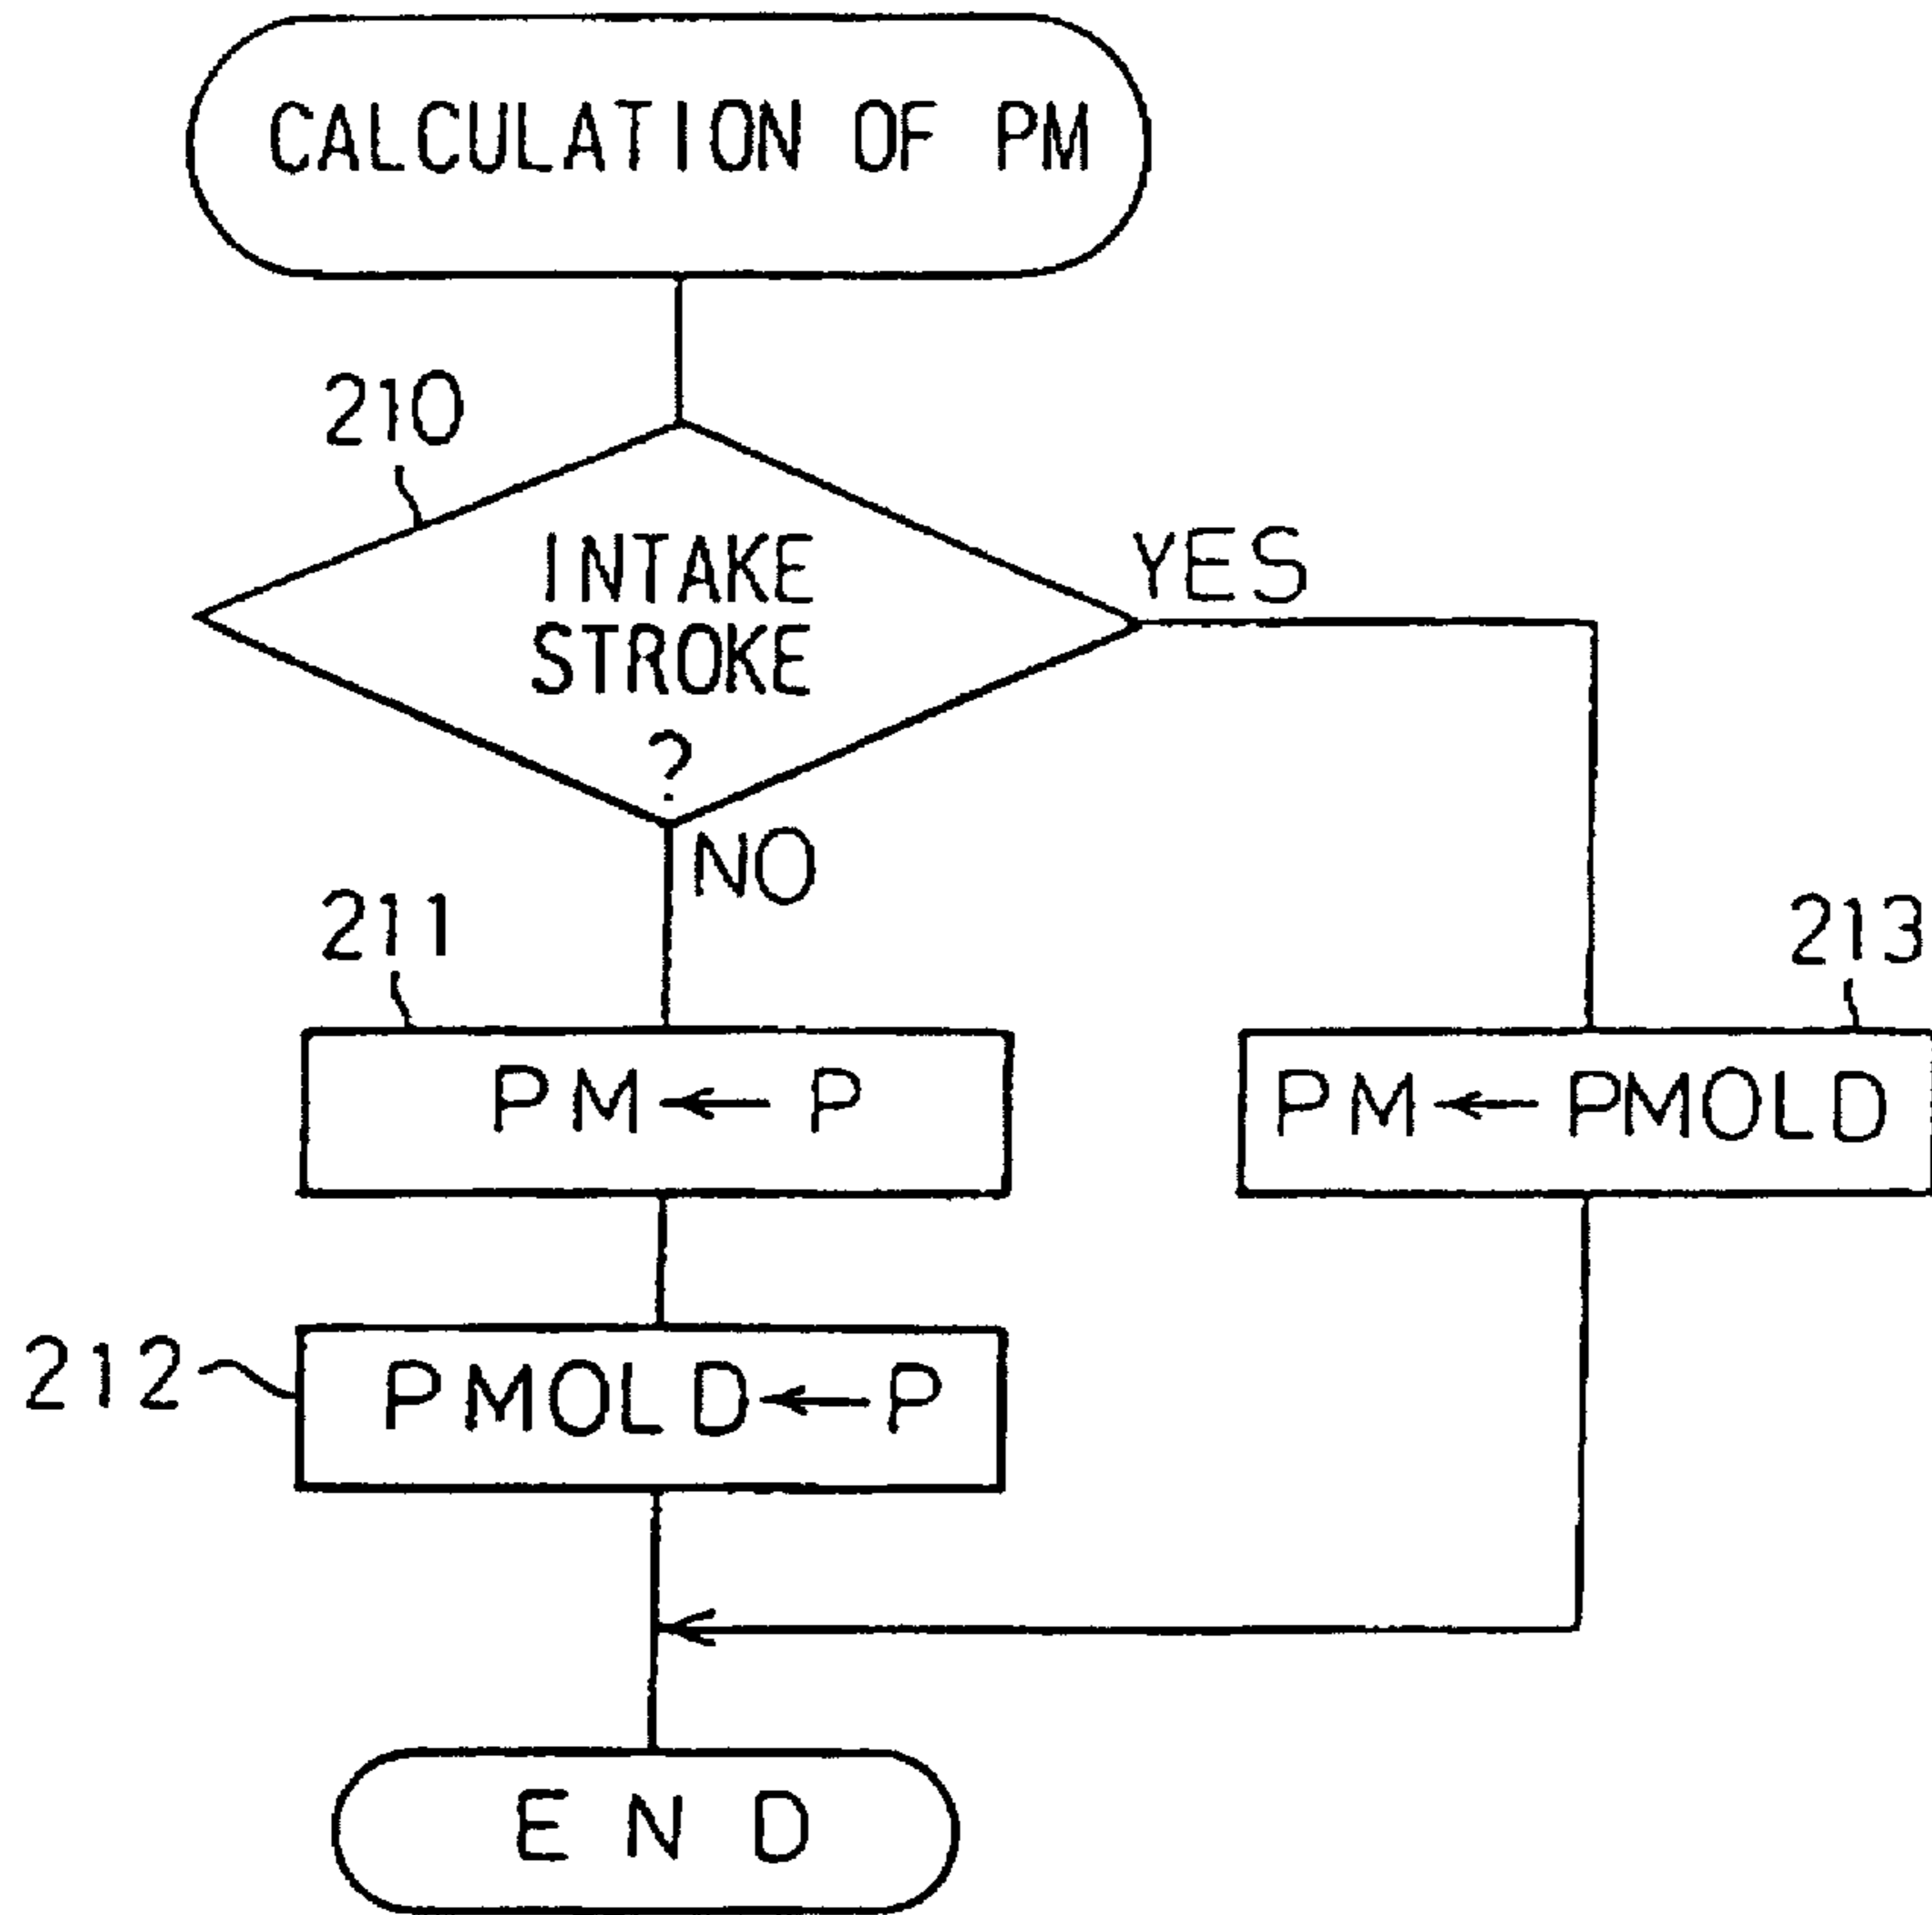 CALCULATION OF PM
210
INTAKE
STROKE
?
YES
NO
211
PM ← P
213
PM ← PMOLD
212
PMOLD ← P
END